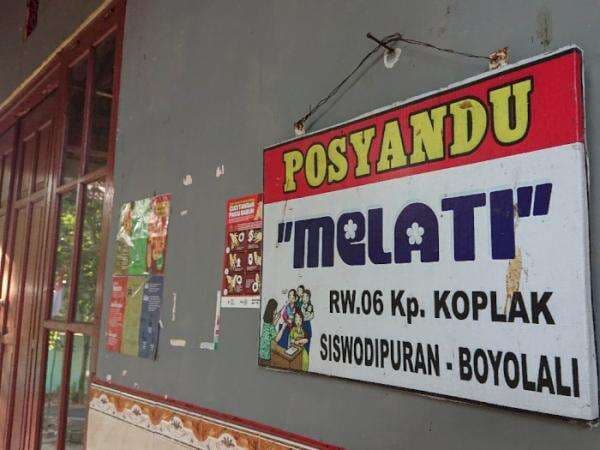 POSYANDU
"MELATI"
RW.06 Kp. KOPLAK
SISWODIPURAN - BOYOLALI